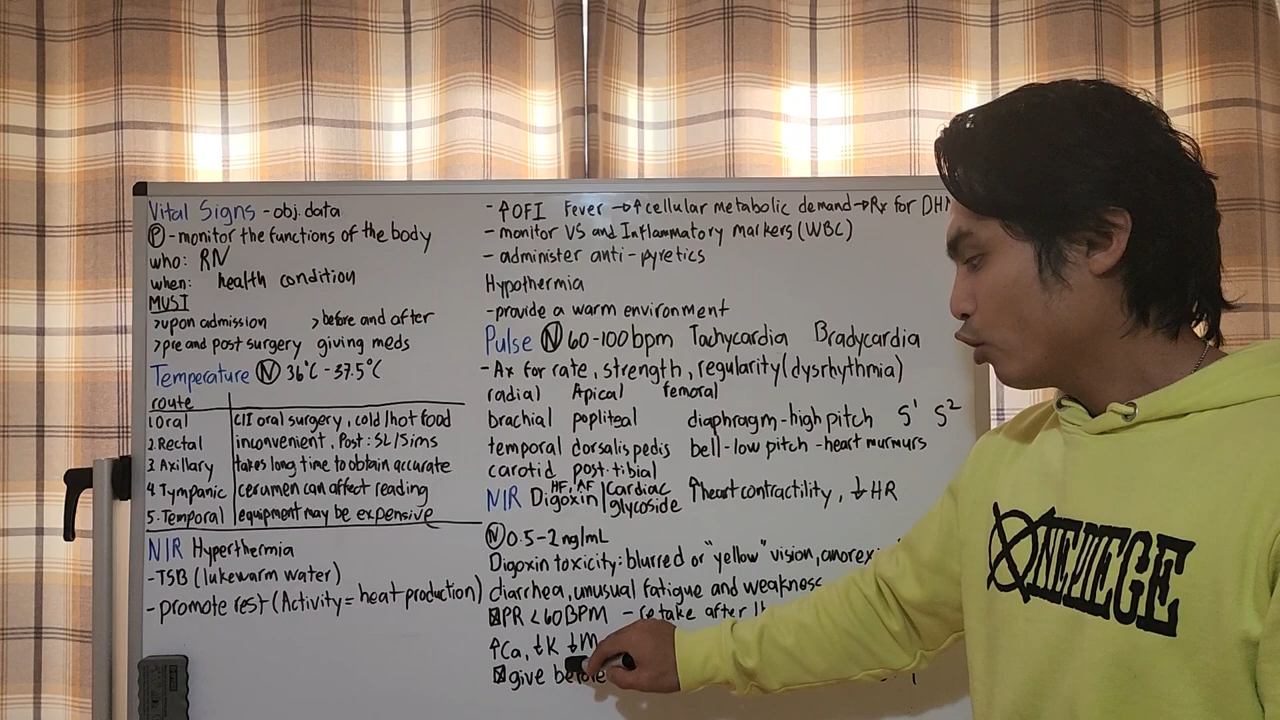 Vital Signs - obj. data
Ⓟ - monitor the functions of the body
who: RN
when: health condition
MUST
>upon admission >before and after
>pre and post surgery giving meds
Temperature Ⓝ 36°C - 37.5°C
route
1.Oral C/I oral surgery, cold/hot food
2.Rectal inconvenient, Post: SL/Sims
3.Axillary takes long time to obtain accurate
4.Tympanic cerumen can affect reading
5.Temporal equipment may be expensive
NIR Hyperthermia
-TSB (lukewarm water)
- promote rest (Activity = heat production)
- ↑OFI Fever → ↑cellular metabolic demand → Rx for DHN
- monitor VS and Inflammatory markers (WBC)
- administer anti-pyretics
Hypothermia
-provide a warm environment
Pulse Ⓝ 60-100bpm Tachycardia Bradycardia
- Ax for rate, strength, regularity (dysrhythmia)
radial Apical femoral
brachial popliteal diaphragm-high pitch S¹ S²
temporal dorsalis pedis bell-low pitch -heart murmurs
carotid post.tibial
HF, AF
NIR Digoxin | Cardiac glycoside ↑heart contractility, ↓HR
Ⓝ 0.5-2ng/mL
Digoxin toxicity: blurred or "yellow" vision,
diarrhea, unusual fatigue and weakness
☒PR <60BPM - retake after
↑Ca, ↓K
☒give before
ONE PIECE